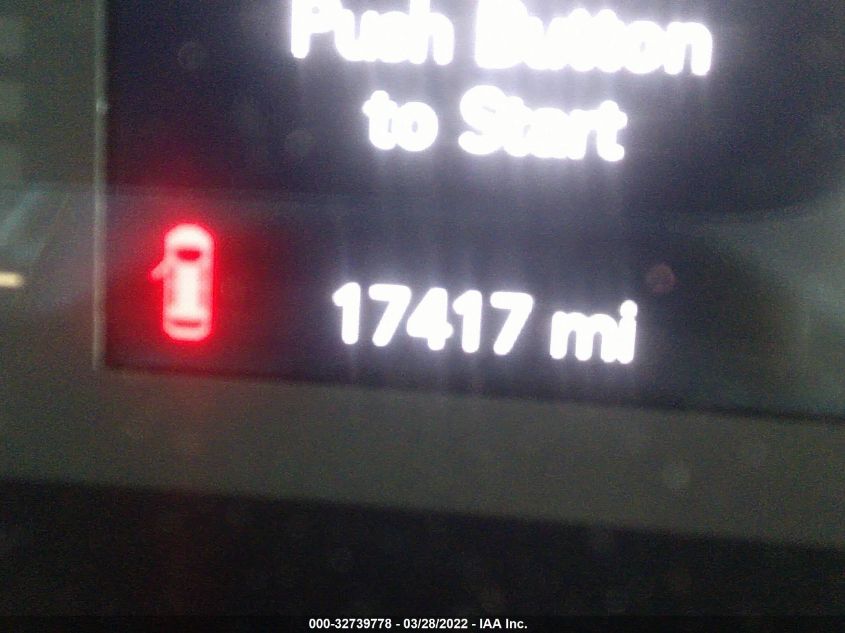 Push Button
to Start
17417 mi
000-32739778 - 03/28/2022 - IAA Inc.